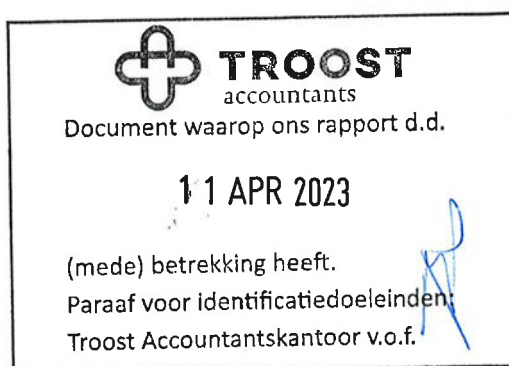 TROOST
accountants
Document waarop ons rapport d.d.
11 APR 2023
(mede) betrekking heeft.
Paraaf voor identificatiedoeleinden:
Troost Accountantskantoor v.o.f.